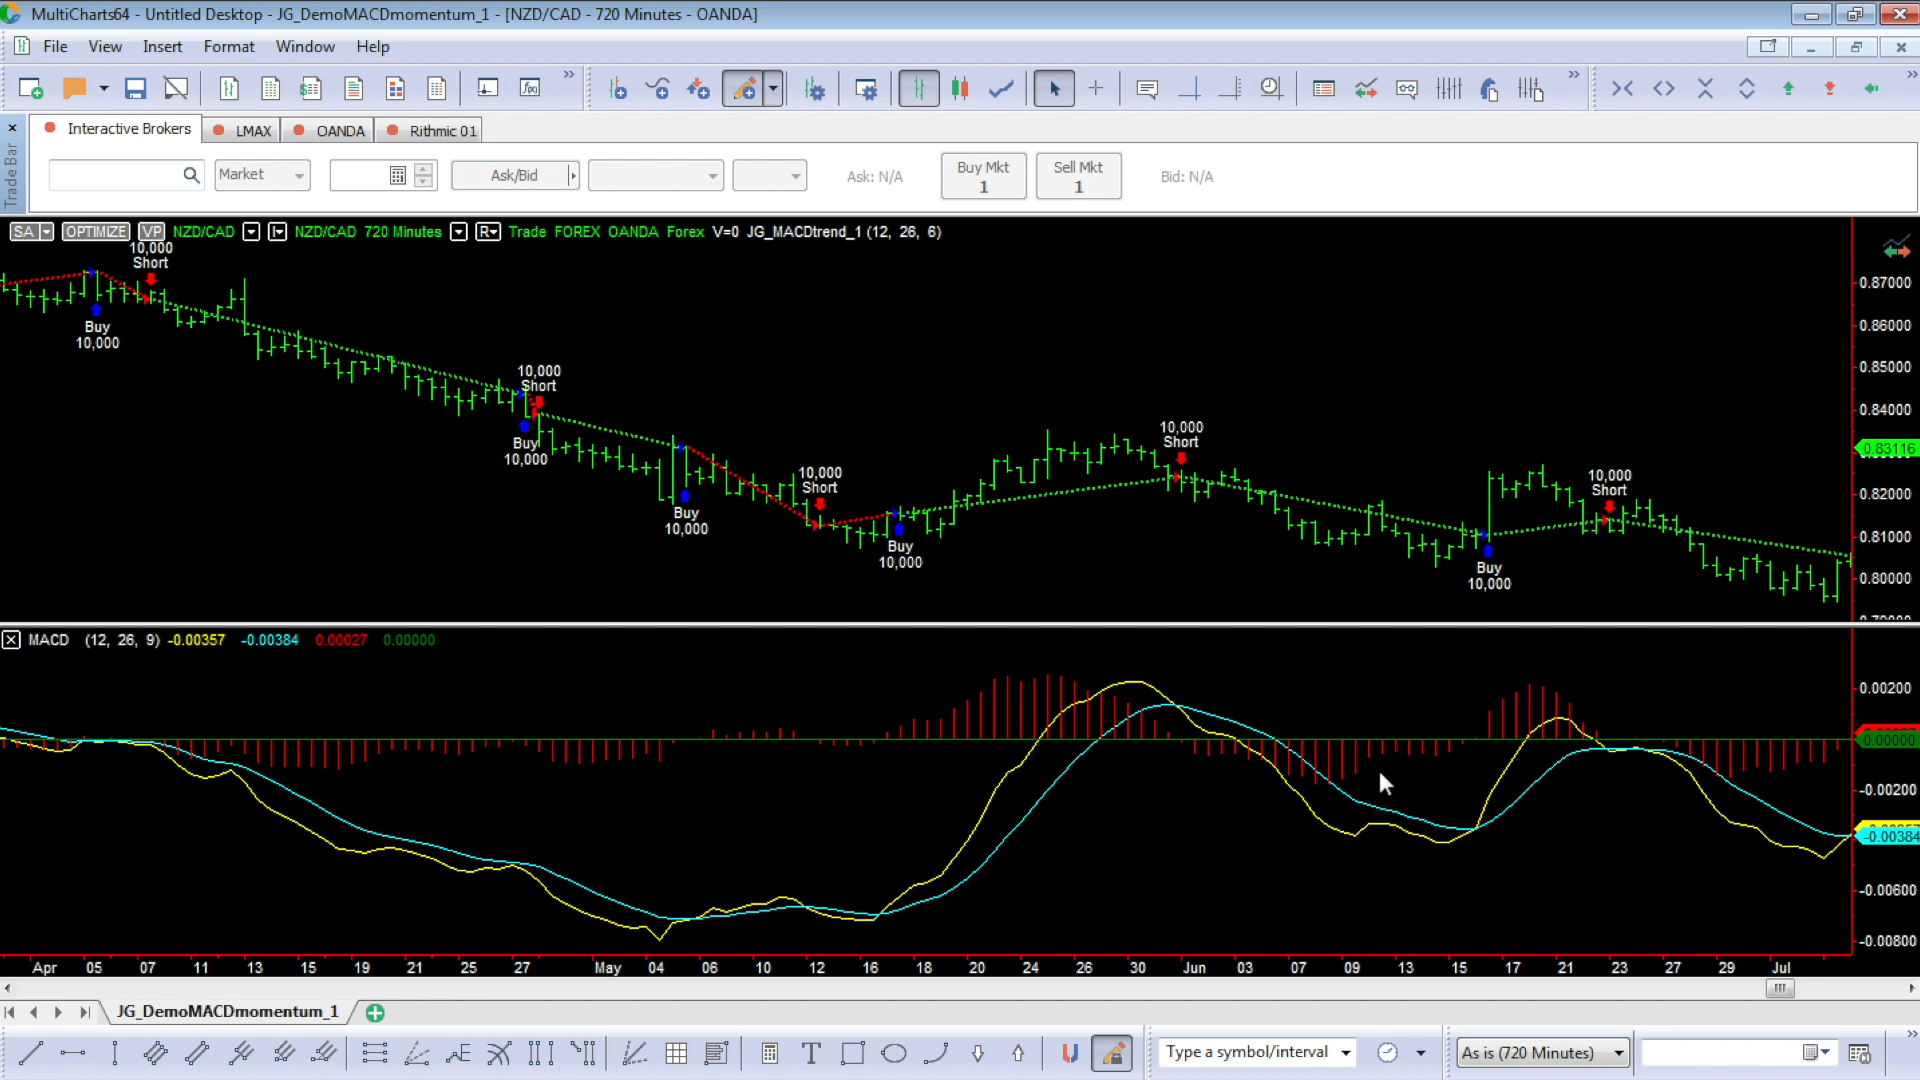 MultiCharts64 - Untitled Desktop - JG_DemoMACDmomentum_1 - [NZD/CAD - 720 Minutes - OANDA]
File View Insert Format Window Help
Trade Bar
Interactive Brokers LMAX OANDA Rithmic 01
Market Ask/Bid Ask: N/A Buy Mkt 1 Sell Mkt 1 Bid: N/A
SA OPTIMIZE VP NZD/CAD I NZD/CAD 720 Minutes R Trade FOREX OANDA Forex V=0 JG_MACDtrend_1 (12, 26, 6)
10,000
Short
Buy
10,000
10,000
Short
Buy
10,000
Buy
10,000
10,000
Short
Buy
10,000
10,000
Short
Buy
10,000
10,000
Short
0.87000
0.86000
0.85000
0.84000
0.83116
0.82000
0.81000
0.80000
MACD (12, 26, 9) -0.00357 -0.00384 0.00027 0.00000
0.00200
0.00000
-0.00200
-0.00384
-0.00600
-0.00800
Apr 05 07 11 13 15 19 21 25 27 May 04 06 10 12 16 18 20 24 26 30 Jun 03 07 09 13 15 17 21 23 27 29 Jul
JG_DemoMACDmomentum_1
Type a symbol/interval As is (720 Minutes)